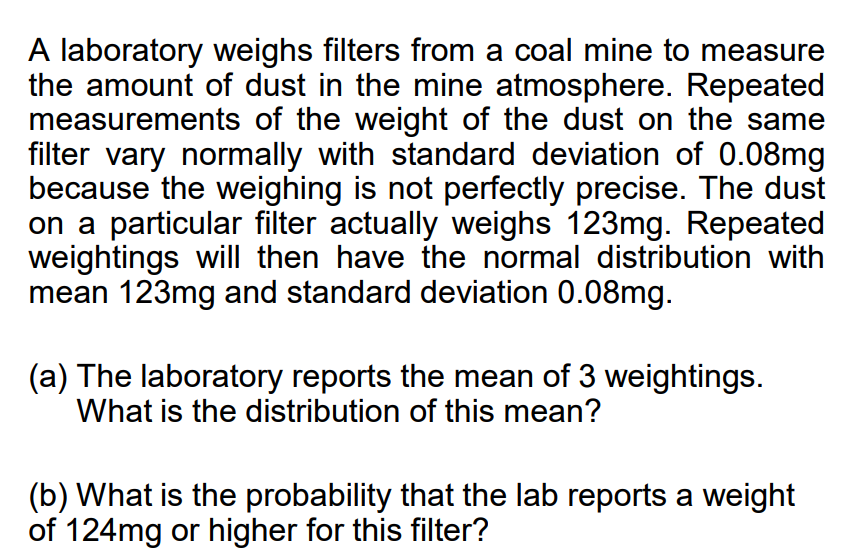 A laboratory weighs filters from a coal mine to measure
the amount of dust in the mine atmosphere. Repeated
measurements of the weight of the dust on the same
filter vary normally with standard deviation of 0.08mg
because the weighing is not perfectly precise. The dust
on a particular filter actually weighs 123mg. Repeated
weightings will then have the normal distribution with
mean 123mg and standard deviation 0.08mg.
(a) The laboratory reports the mean of 3 weightings.
What is the distribution of this mean?
(b) What is the probability that the lab reports a weight
of 124mg or higher for this filter?